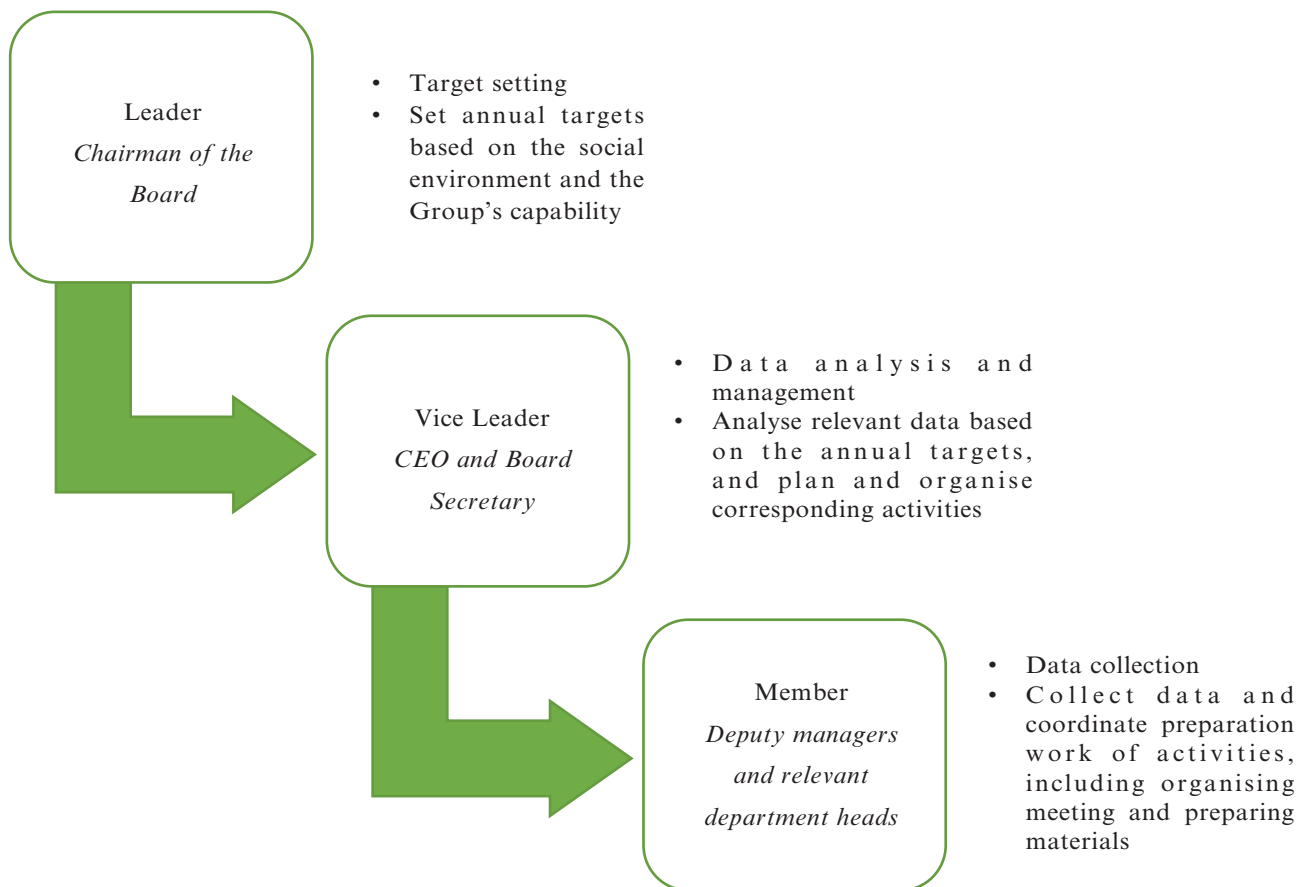 Leader
Chairman of the
Board
• Target setting
• Set annual targets
based on the social
environment and the
Group’s capability
Vice Leader
CEO and Board
Secretary
• Data analysis and
management
• Analyse relevant data based
on the annual targets,
and plan and organise
corresponding activities
Member
Deputy managers
and relevant
department heads
• Data collection
• Collect data and
coordinate preparation
work of activities,
including organising
meeting and preparing
materials